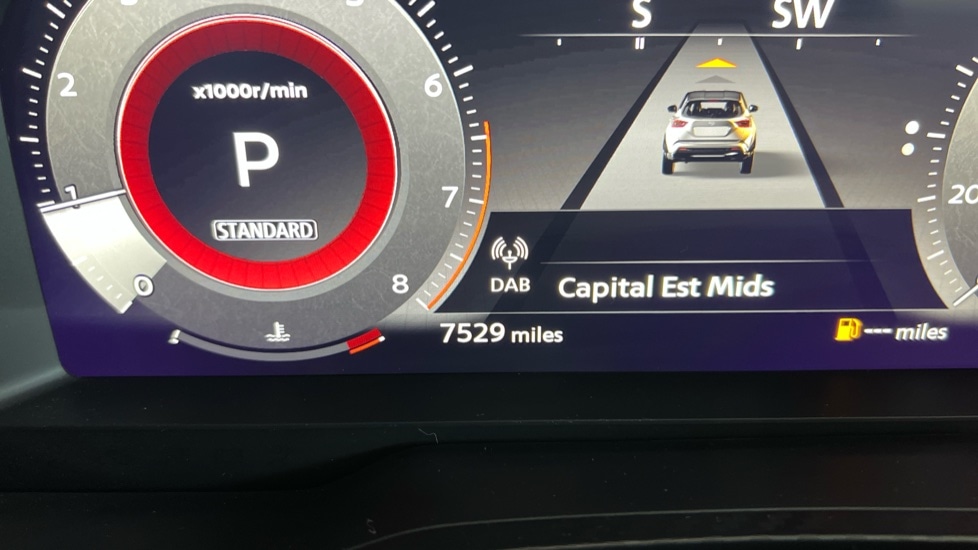 S SW
2 6
x1000r/min
P
1 7
20
STANDARD
DAB
Capital Est Mids
0 8
7529 miles
--- miles